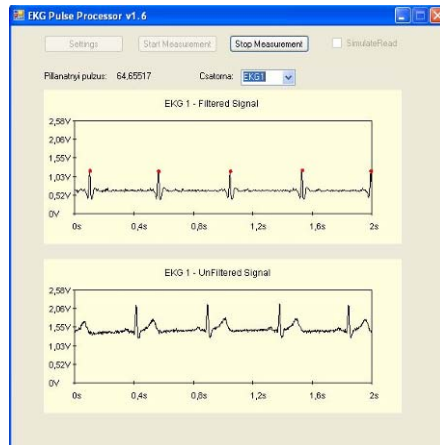 EKG Pulse Processor v1.6
Settings Start Measurement Stop Measurement SimulateRead
Pillanatnyi pulzus: 64,65517 Csatorna: EKG1
EKG 1 - Filtered Signal
2,58V
2,06V
1,55V
1,03V
0,52V
0V
0s 0,4s 0,8s 1,2s 1,6s 2s
EKG 1 - UnFiltered Signal
2,58V
2,06V
1,55V
1,03V
0,52V
0V
0s 0,4s 0,8s 1,2s 1,6s 2s